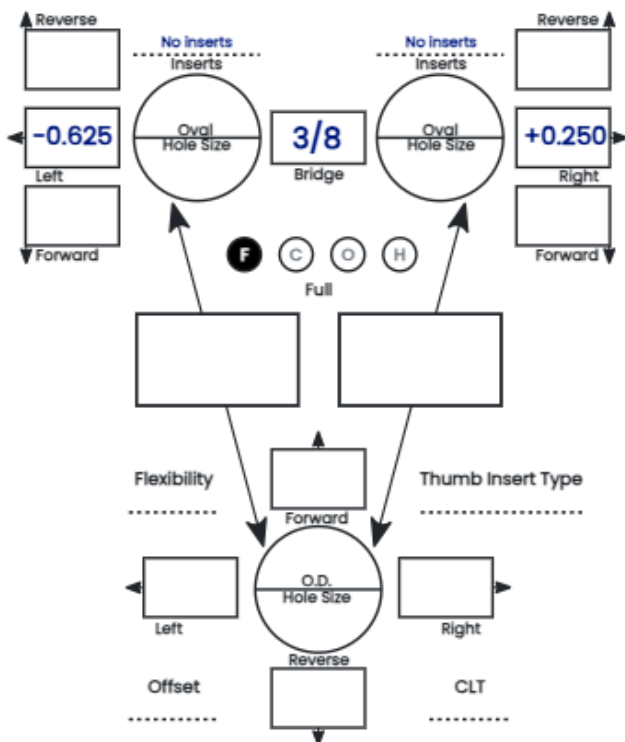 Reverse
Reverse
No inserts
No inserts
Inserts
Inserts
-0.625
Oval
Hole Size
3/8
Oval
Hole Size
+0.250
Left
Bridge
Right
Forward
Forward
F C O H
Full
Flexibility
Thumb Insert Type
Forward
O.D.
Hole Size
Left
Right
Reverse
Offset
CLT